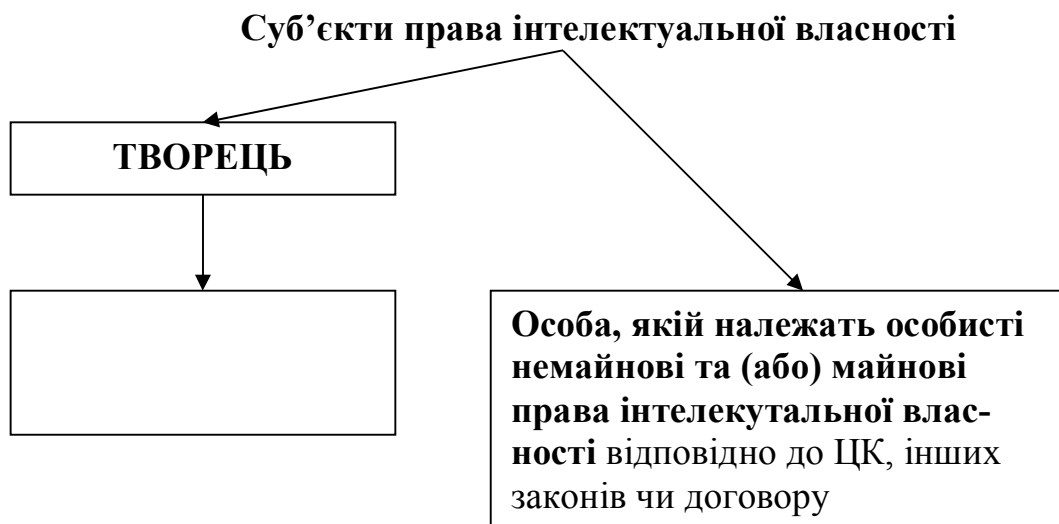 Суб’єкти права інтелектуальної власності
ТВОРЕЦЬ
Особа, якій належать особисті
немайнові та (або) майнові
права інтелекутальної влас-
ності відповідно до ЦК, інших
законів чи договору